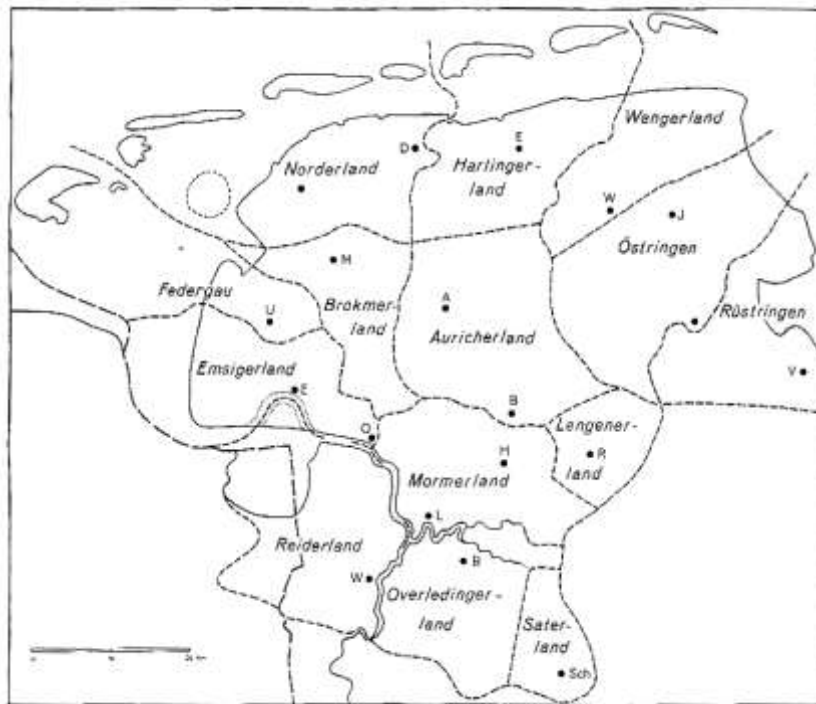 Wangerland
D
E
Norderland
Harlinger-
land
W
J
Östringen
M
Federgau
A
Rüstringen
U
Brokmer-
land
Auricherland
Emsigerland
V
E
B
O
Lengener-
land
H
R
Mormerland
L
Reiderland
B
W
Overledinger-
land
Sater-
land
Sch